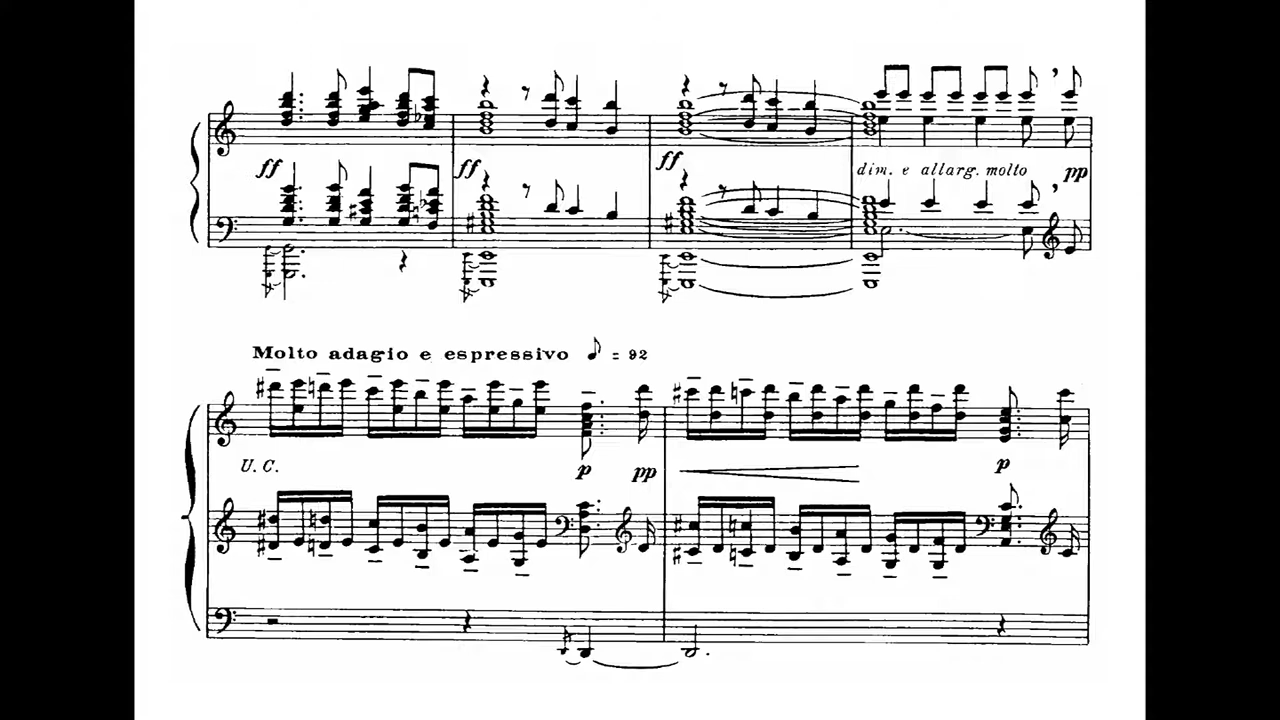 ff ff ff dim. e allarg. molto pp
Molto adagio e espressivo ♪ = 92
U. C. p pp p